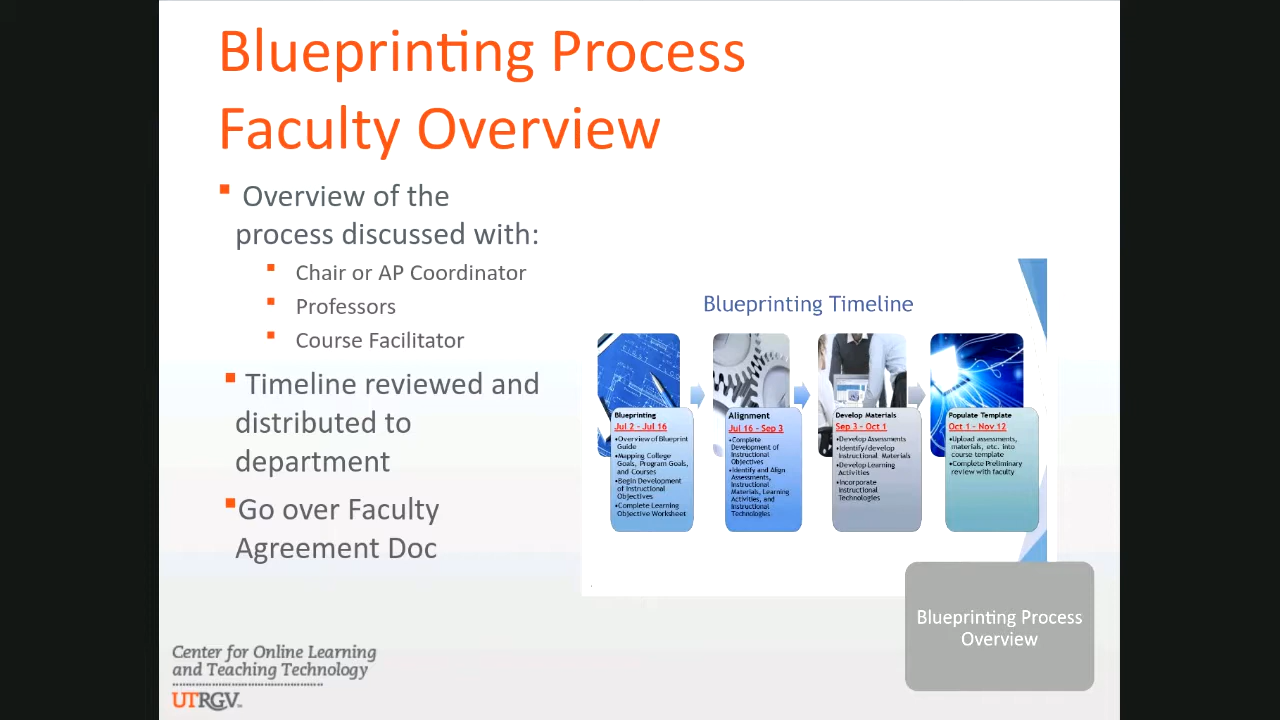 Blueprinting Process
Faculty Overview
Overview of the
process discussed with:
Chair or AP Coordinator
Professors
Course Facilitator
Timeline reviewed and
distributed to
department
Go over Faculty
Agreement Doc
Blueprinting Timeline
Blueprinting
Jul 2 - Jul 16
•Overview of Blueprint
Guide
•Mapping College
Goals, Program Goals,
and Courses
•Begin Development
of Instructional
Objectives
•Complete Learning
Objective Worksheet
Alignment
Jul 16 - Sep 3
•Complete
Development of
Instructional
Objectives
•Identify and Align
Assessments,
Instructional
Materials, Learning
Activities, and
Instructional
Technologies
Develop Materials
Sep 3 - Oct 1
•Develop Assessments
•Identify/develop
Instructional Materials
•Develop Learning
Activities
•Incorporate
Instructional
Technologies
Populate Template
Oct 1 - Nov 12
•Upload assessments,
materials, etc. into
course template
•Complete Preliminary
review with faculty
Blueprinting Process
Overview
Center for Online Learning
and Teaching Technology
UTRGV